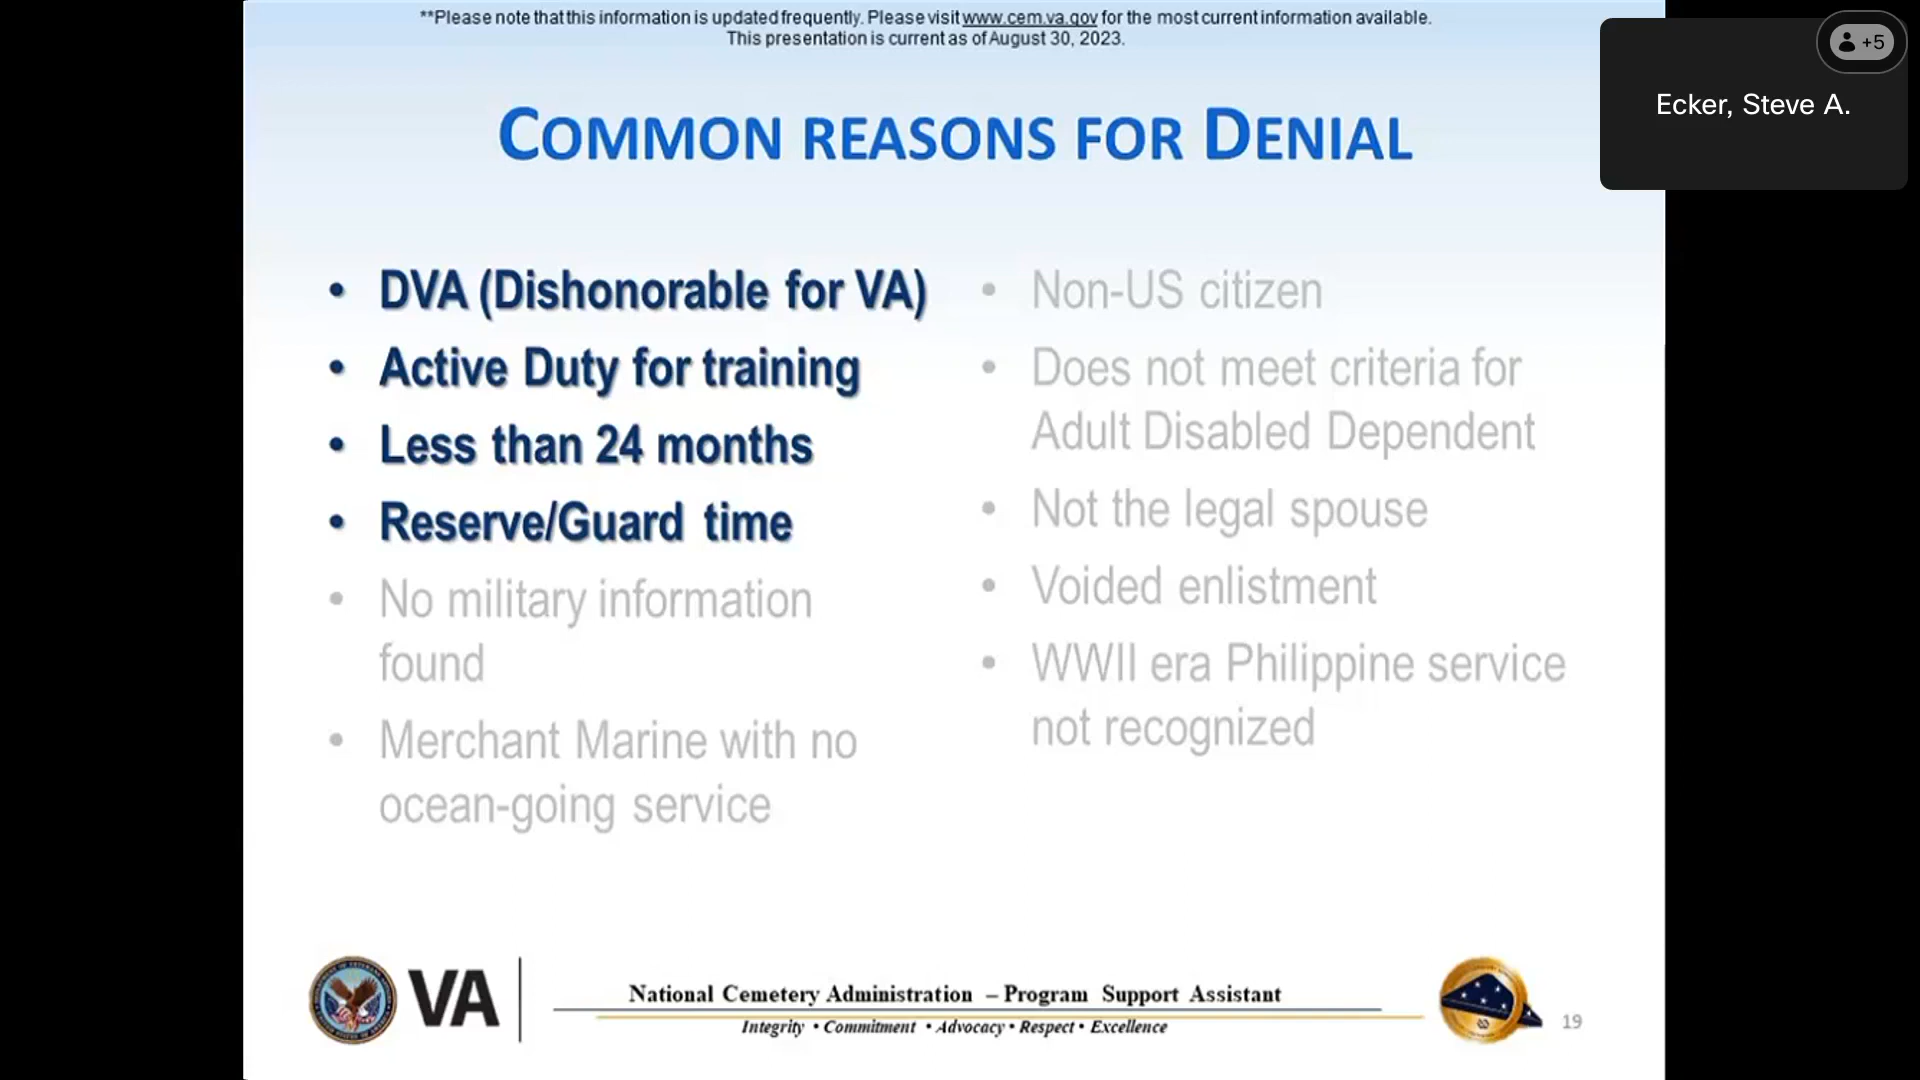 **Please note that this information is updated frequently. Please visit www.cem.va.gov for the most current information available.
This presentation is current as of August 30, 2023.
+5
Ecker, Steve A.
COMMON REASONS FOR DENIAL
• DVA (Dishonorable for VA)
• Active Duty for training
• Less than 24 months
• Reserve/Guard time
• No military information
found
• Merchant Marine with no
ocean-going service
• Non-US citizen
• Does not meet criteria for
Adult Disabled Dependent
• Not the legal spouse
• Voided enlistment
• WWII era Philippine service
not recognized
VA
National Cemetery Administration – Program Support Assistant
Integrity • Commitment • Advocacy • Respect • Excellence
19